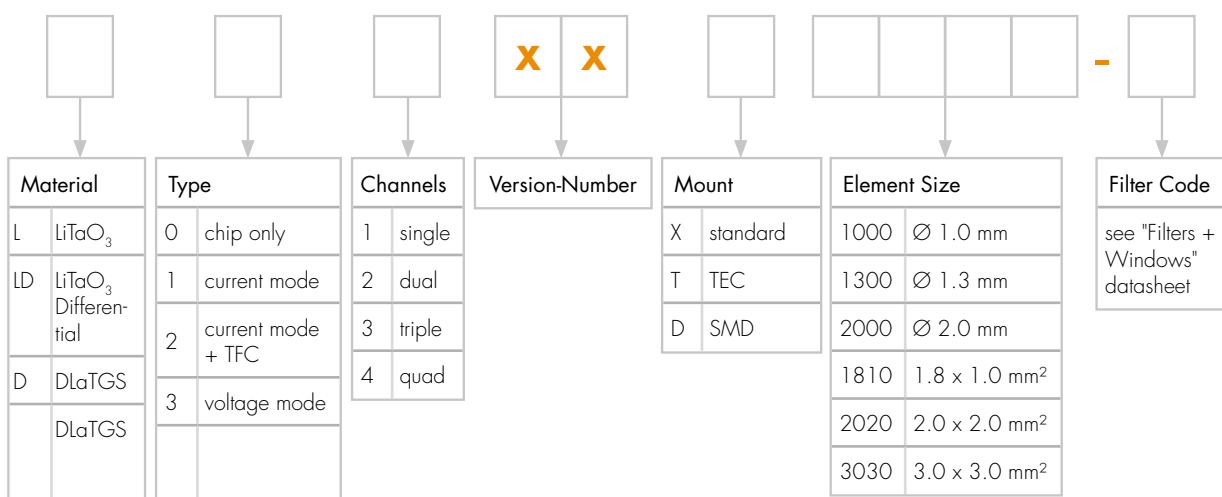 x x -
Material
L LiTaO₃
LD LiTaO₃
Differen-
tial
D DLaTGS
DLaTGS
Type
0 chip only
1 current mode
2 current mode
+ TFC
3 voltage mode
Channels
1 single
2 dual
3 triple
4 quad
Version-Number
Mount
X standard
T TEC
D SMD
Element Size
1000 Ø 1.0 mm
1300 Ø 1.3 mm
2000 Ø 2.0 mm
1810 1.8 x 1.0 mm²
2020 2.0 x 2.0 mm²
3030 3.0 x 3.0 mm²
Filter Code
see "Filters +
Windows"
datasheet